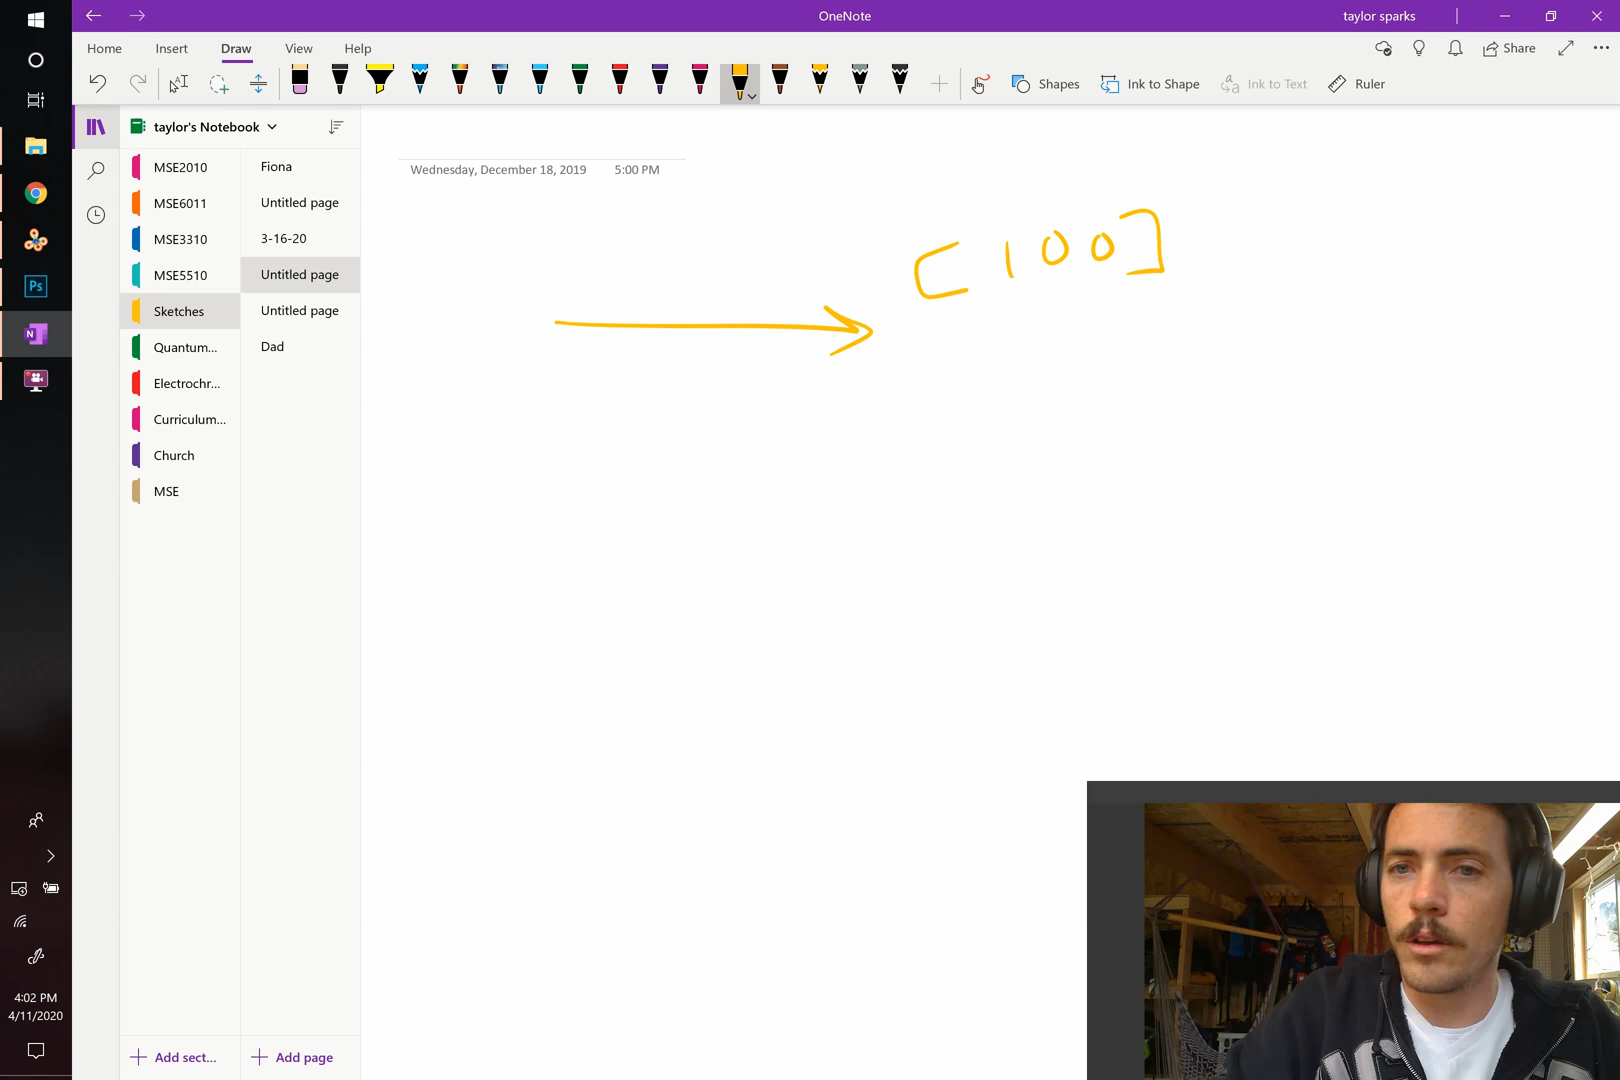 OneNote
taylor sparks
Home Insert Draw View Help
Share
Shapes Ink to Shape Ink to Text Ruler
taylor's Notebook
MSE2010
MSE6011
MSE3310
MSE5510
Sketches
Quantum...
Electrochr...
Curriculum...
Church
MSE
Fiona
Untitled page
3-16-20
Untitled page
Untitled page
Dad
Wednesday, December 18, 2019 5:00 PM
[100]
Ps
N
4:02 PM
4/11/2020
Add sect...
Add page